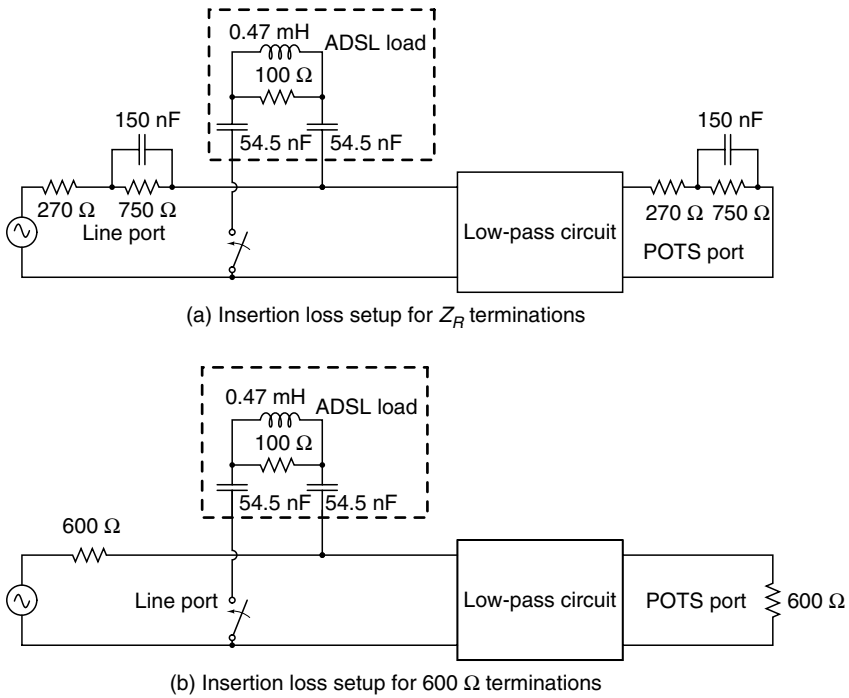 0.47 mH
ADSL load
100 Ω
54.5 nF
54.5 nF
150 nF
270 Ω
750 Ω
Line port
Low-pass circuit
150 nF
270 Ω
750 Ω
POTS port
(a) Insertion loss setup for Z_R terminations
0.47 mH
ADSL load
100 Ω
54.5 nF
54.5 nF
600 Ω
Line port
Low-pass circuit
POTS port
600 Ω
(b) Insertion loss setup for 600 Ω terminations